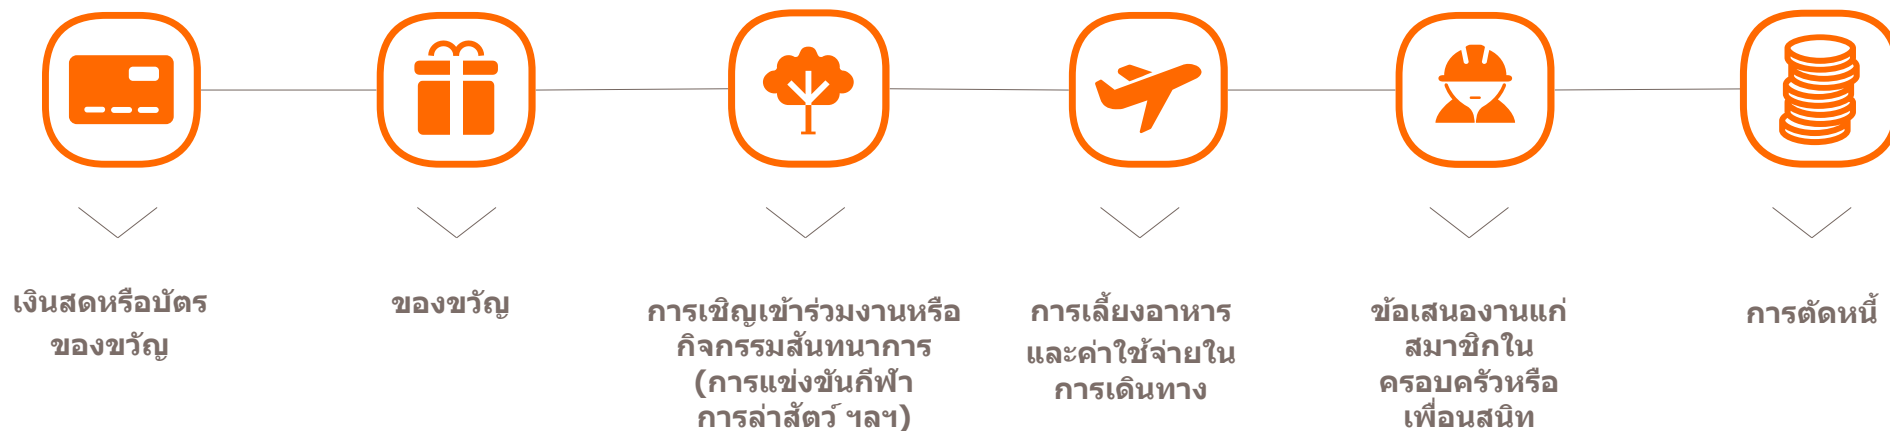 เงินสดหรือบัตร
ของขวัญ
ของขวัญ
การเชิญเข้าร่วมงานหรือ
กิจกรรมสันทนาการ
(การแข่งขันกีฬา
การล่าสัตว์ ฯลฯ)
การเลี้ยงอาหาร
และค่าใช้จ่ายใน
การเดินทาง
ข้อเสนองานแก่
สมาชิกใน
ครอบครัวหรือ
เพื่อนสนิท
การตัดหนี้